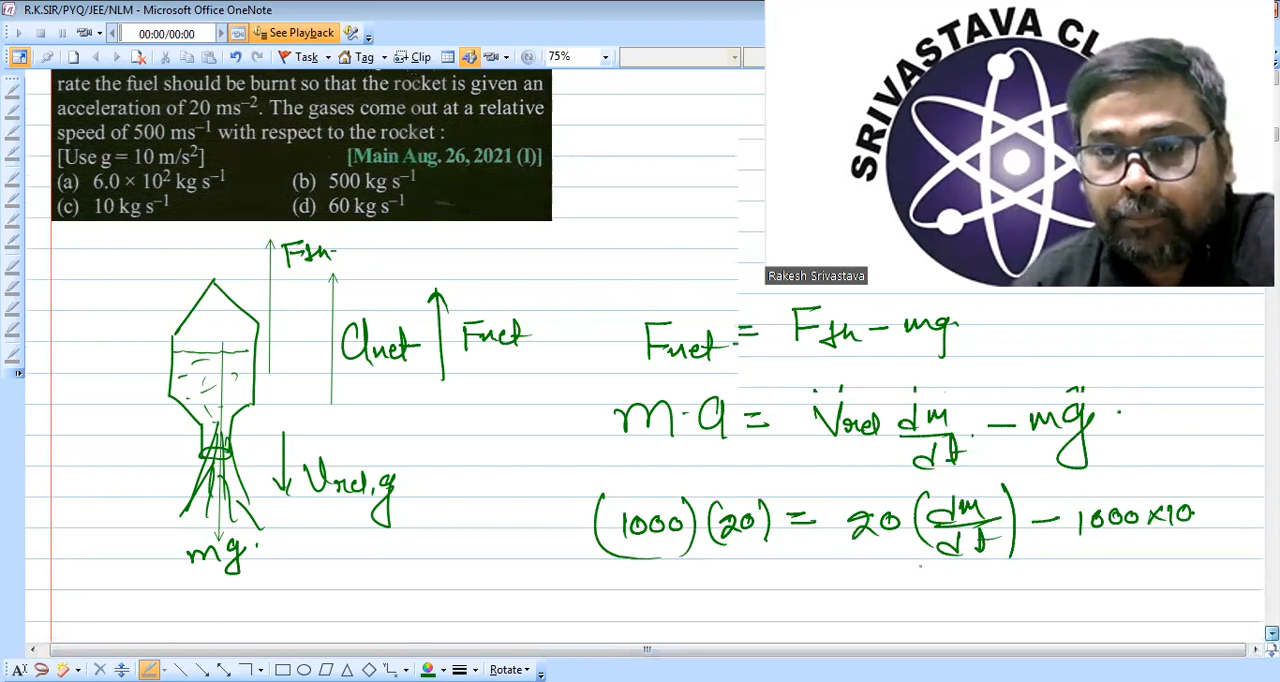 R.K.SIR/PYQ/JEE/NLM - Microsoft Office OneNote
00:00/00:00
See Playback
Task
Tag
Clip
75%
rate the fuel should be burnt so that the rocket is given an
acceleration of 20 ms⁻². The gases come out at a relative
speed of 500 ms⁻¹ with respect to the rocket :
[Use g = 10 m/s²] [Main Aug. 26, 2021 (I)]
(a) 6.0 × 10² kg s⁻¹ (b) 500 kg s⁻¹
(c) 10 kg s⁻¹ (d) 60 kg s⁻¹
SRIVASTAVA CL
Rakesh Srivastava
Fth
anet
Fnet
Vrel,g
mg
Fnet = Fth - mg
m·a = Vrel dm/dt - mg
(1000)(20) = 20 (dm/dt) - 1000×10
Rotate